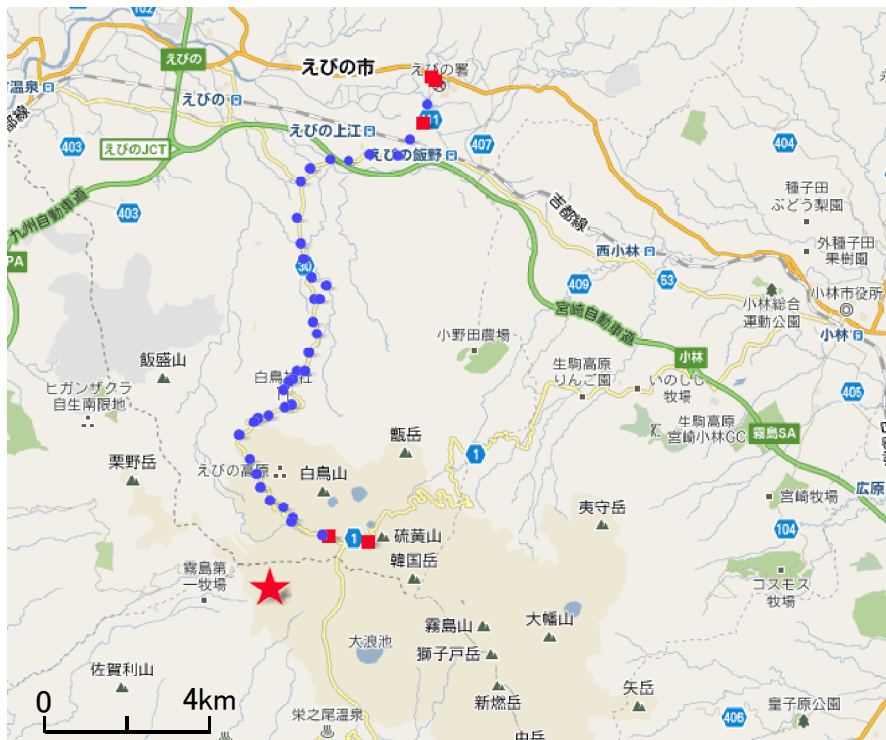 102
53
えびの
えびの市
えびの署
温泉
えびの
都線
えびの上江
411
403
えびのJCT
えびの飯野
407
404
種子田
ぶどう梨園
九州自動車道
403
吉都線
外種子田
果樹園
西小林
PA
30
409
53
小林総合
運動公園
小林市役所
宮崎自動車道
小林
小野田農場
小林
飯盛山
生駒高原
りんご園
いのしし
牧場
白鳥神社
ヒガンザクラ
自生南限地
405
生駒高原
宮崎小林GC
霧島SA
甑岳
1
栗野岳
えびの高原
白鳥山
広原
宮崎牧場
夷守岳
104
1
硫黄山
韓国岳
霧島第
一牧場
コスモス
牧場
大浪池
霧島山
大幡山
獅子戸岳
佐賀利山
0
4km
新燃岳
矢岳
栄之尾温泉
406
皇子原公園
中岳